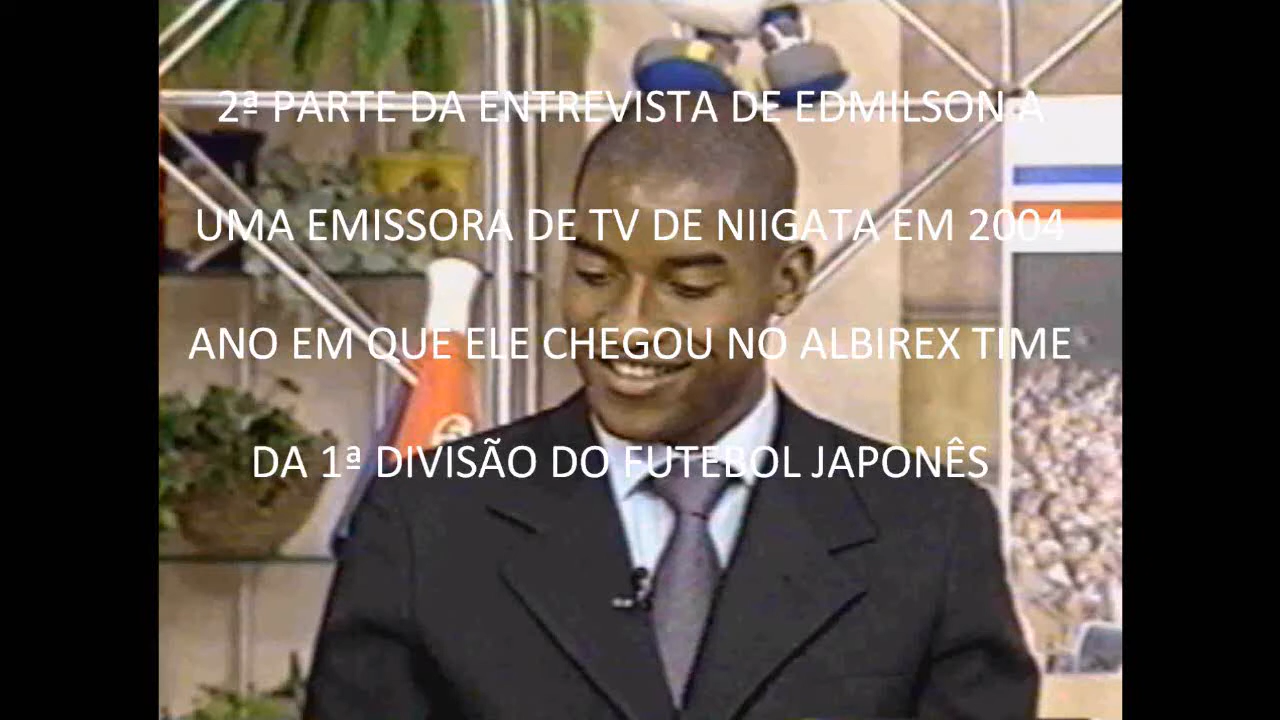 2ª PARTE DA ENTREVISTA DE EDMILSON A
UMA EMISSORA DE TV DE NIIGATA EM 2004
ANO EM QUE ELE CHEGOU NO ALBIREX TIME
DA 1ª DIVISÃO DO FUTEBOL JAPONÊS